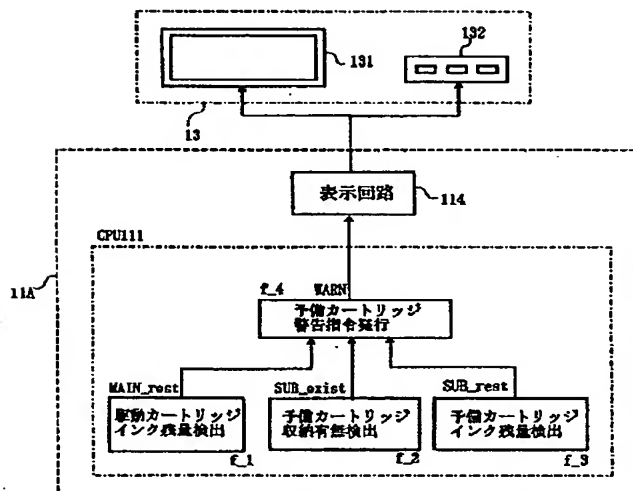 131
132
13
表示回路
114
CPU111
11A
f_4 WARN
予備カートリッジ
警告指令発行
MAIN_rest
SUB_exist
SUB_rest
駆動カートリッジ
インク残量検出
f_1
予備カートリッジ
収納有無検出
f_2
予備カートリッジ
インク残量検出
f_3